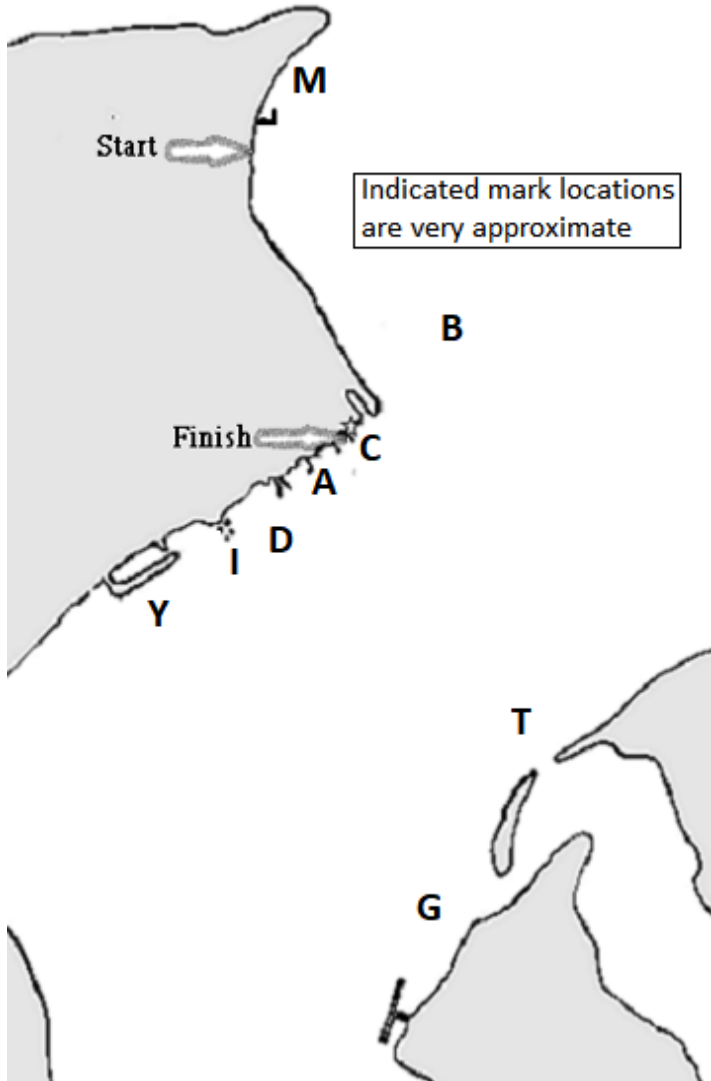 M
Start
Indicated mark locations
are very approximate
B
Finish
C
A
D
I
Y
T
G